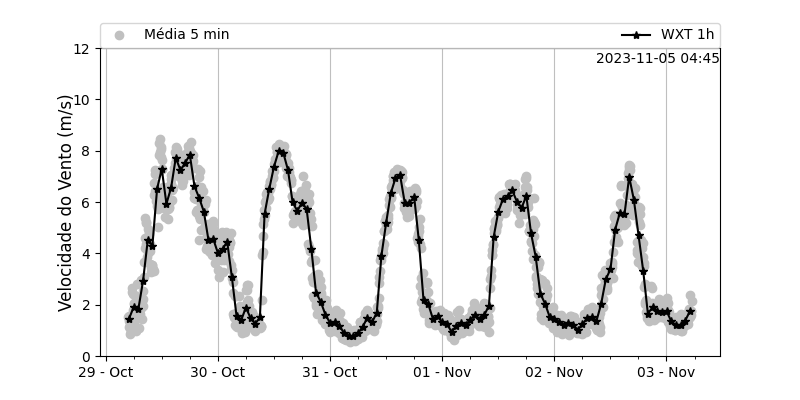 Média 5 min
WXT 1h
2023-11-05 04:45
Velocidade do Vento (m/s)
12
10
8
6
4
2
0
29 - Oct
30 - Oct
31 - Oct
01 - Nov
02 - Nov
03 - Nov